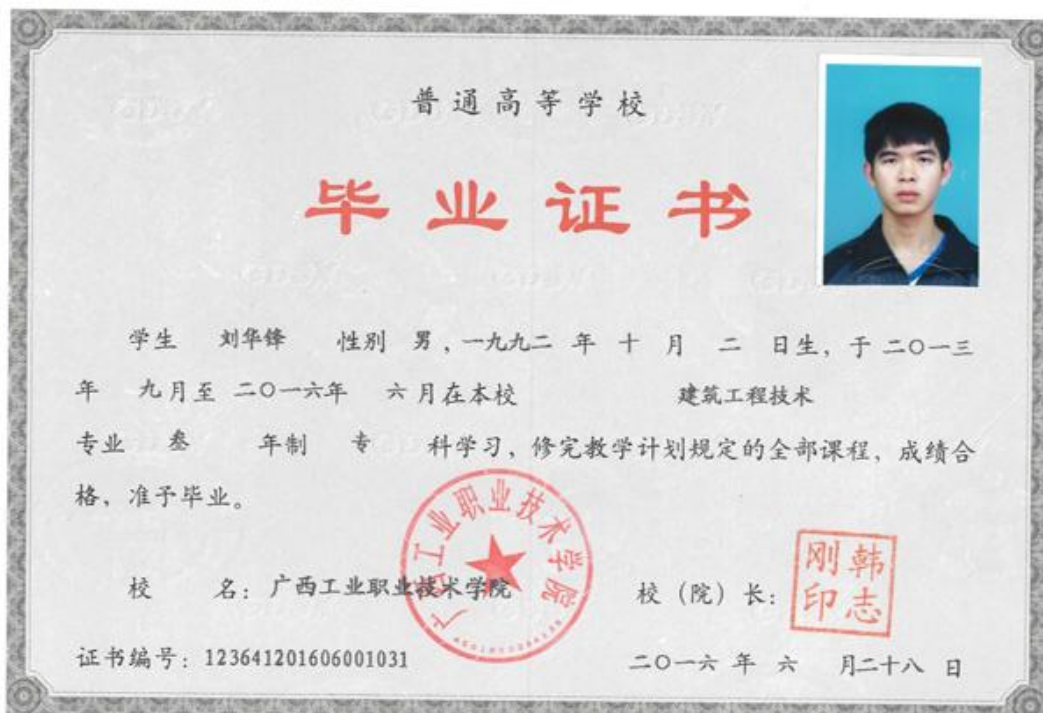 普通高等学校
毕业证书
学生 刘华锋 性别 男,一九九二 年 十 月 二 日生,于 二〇一三
年 九月至 二〇一六年 六月在本校 建筑工程技术
专业 叁 年制 专 科学习,修完教学计划规定的全部课程,成绩合
格,准予毕业。
广西工业职业技术学院
校 名:广西工业职业技术学院 校(院)长:
韩志刚印
证书编号:123641201606001031 二〇一六 年 六 月二十八 日